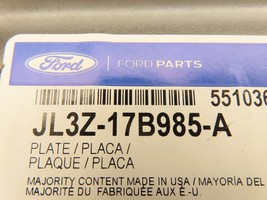 Ford
FORD PARTS
551036
JL3Z-17B985-A
PLATE / PLACA /
PLAQUE / PLACA
MAJORITY CONTENT MADE IN USA / MAYORÍA DEL
MAJORITÉ DU FABRIQUÉE AUX É.-U.